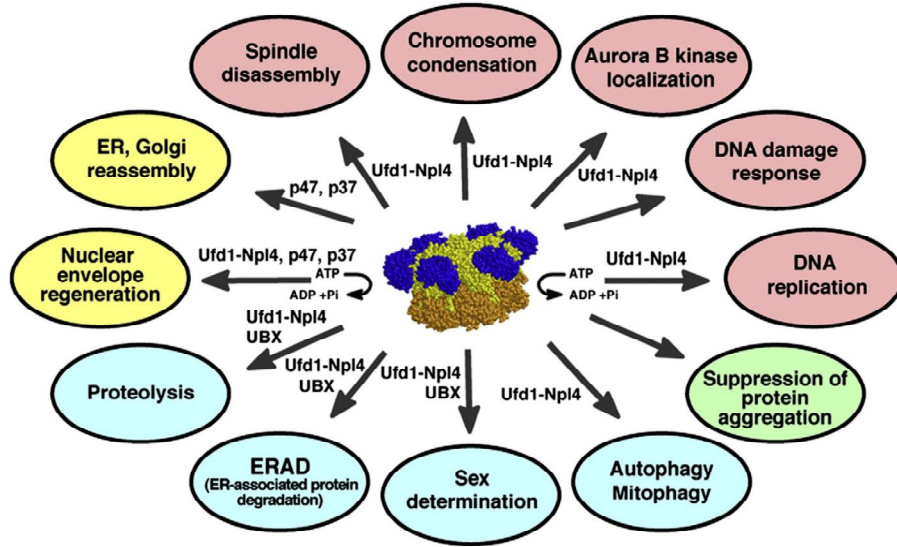 Spindle
disassembly
Chromosome
condensation
Aurora B kinase
localization
ER, Golgi
reassembly
DNA damage
response
Ufd1-Npl4
Ufd1-Npl4
Ufd1-Npl4
p47, p37
Nuclear
envelope
regeneration
Ufd1-Npl4, p47, p37
ATP
ADP +Pi
ATP
ADP +Pi
Ufd1-Npl4
DNA
replication
Ufd1-Npl4
UBX
Proteolysis
Ufd1-Npl4
UBX
Ufd1-Npl4
UBX
Ufd1-Npl4
Suppression of
protein
aggregation
ERAD
(ER-associated protein
degradation)
Sex
determination
Autophagy
Mitophagy